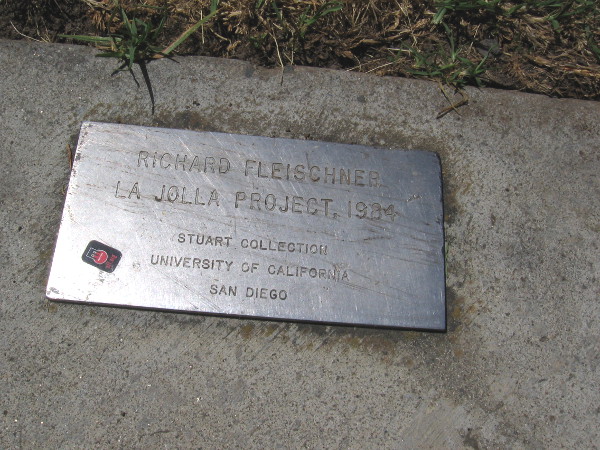 RICHARD FLEISCHNER
LA JOLLA PROJECT, 1984
STUART COLLECTION
UNIVERSITY OF CALIFORNIA
SAN DIEGO